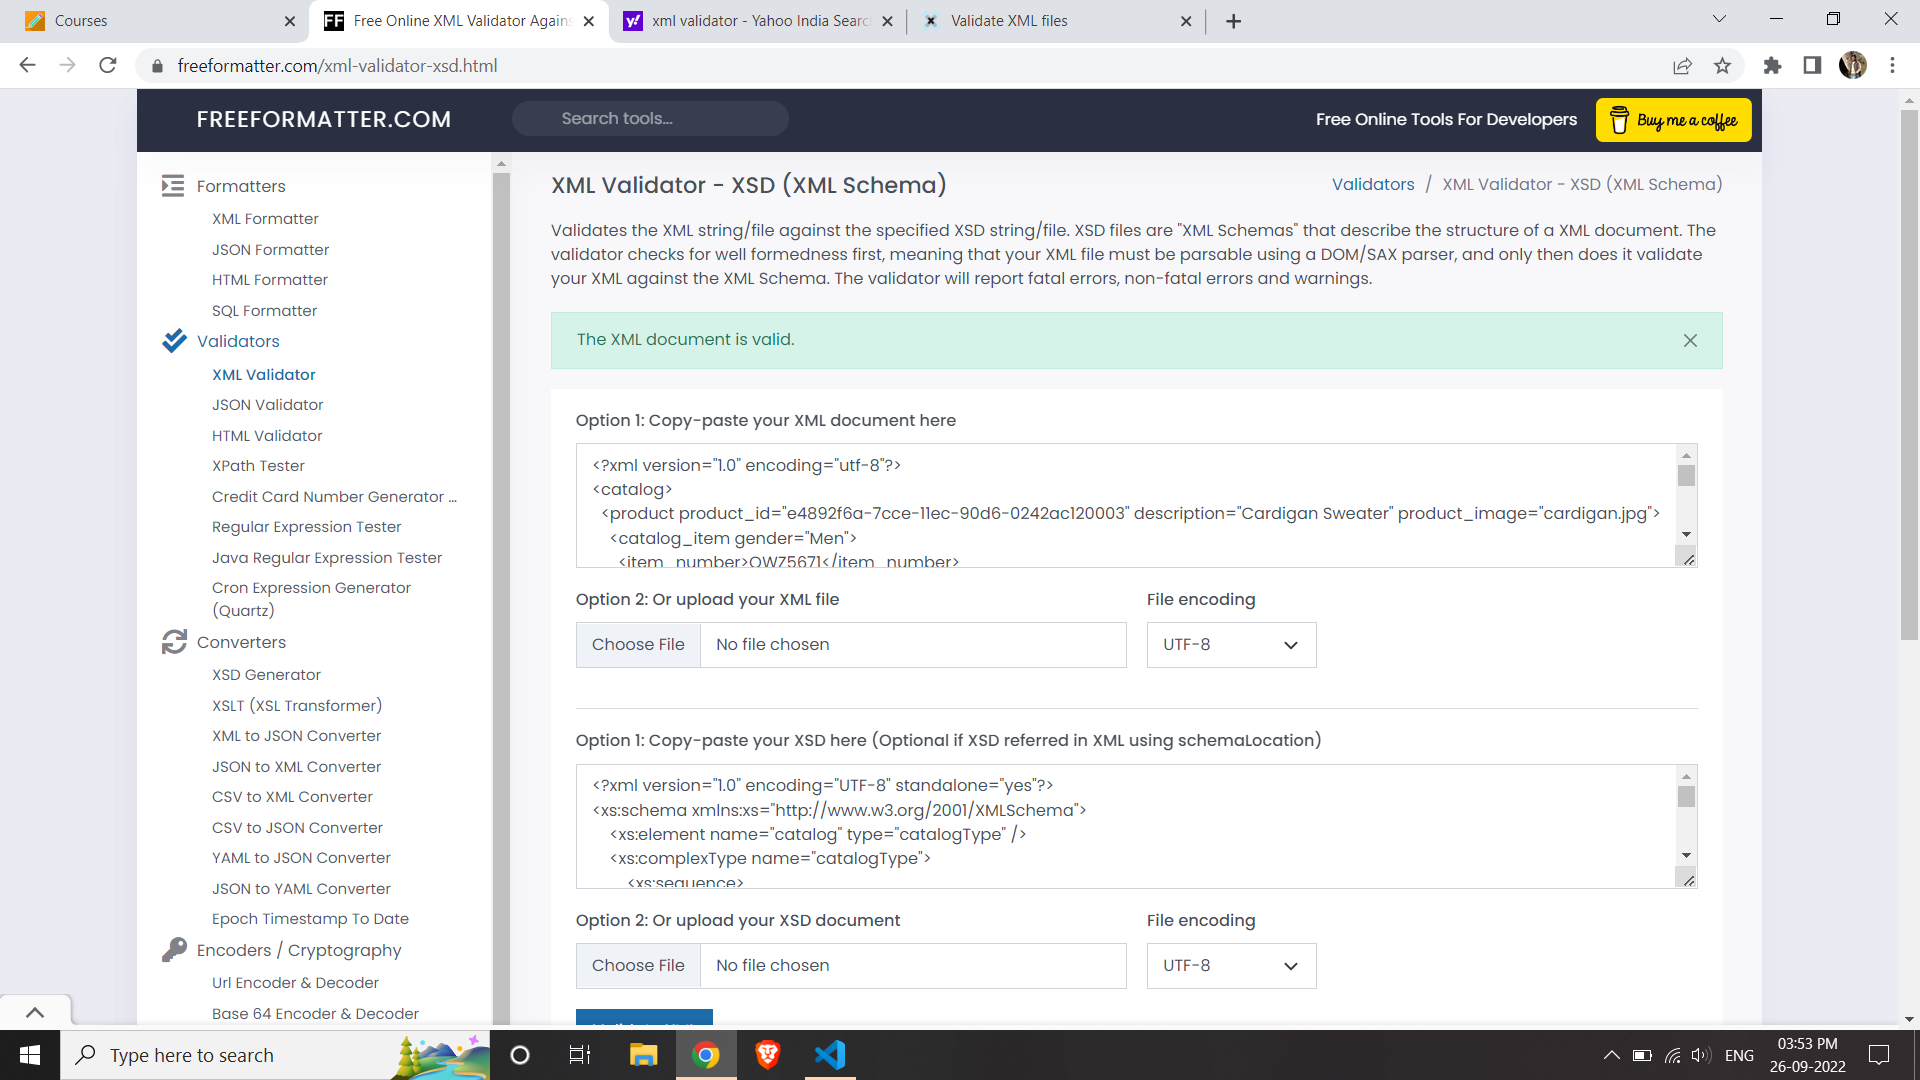 Courses
Free Online XML Validator Agains
xml validator - Yahoo India Searc
Validate XML files
freeformatter.com/xml-validator-xsd.html
FREEFORMATTER.COM
Search tools...
Free Online Tools For Developers
Buy me a coffee
Formatters
XML Formatter
JSON Formatter
HTML Formatter
SQL Formatter
Validators
XML Validator
JSON Validator
HTML Validator
XPath Tester
Credit Card Number Generator ...
Regular Expression Tester
Java Regular Expression Tester
Cron Expression Generator
(Quartz)
Converters
XSD Generator
XSLT (XSL Transformer)
XML to JSON Converter
JSON to XML Converter
CSV to XML Converter
CSV to JSON Converter
YAML to JSON Converter
JSON to YAML Converter
Epoch Timestamp To Date
Encoders / Cryptography
Url Encoder & Decoder
Base 64 Encoder & Decoder
XML Validator - XSD (XML Schema)
Validators / XML Validator - XSD (XML Schema)
Validates the XML string/file against the specified XSD string/file. XSD files are "XML Schemas" that describe the structure of a XML document. The
validator checks for well formedness first, meaning that your XML file must be parsable using a DOM/SAX parser, and only then does it validate
your XML against the XML Schema. The validator will report fatal errors, non-fatal errors and warnings.
The XML document is valid.
Option 1: Copy-paste your XML document here
<?xml version="1.0" encoding="utf-8"?>
<catalog>
<product product_id="e4892f6a-7cce-11ec-90d6-0242ac120003" description="Cardigan Sweater" product_image="cardigan.jpg">
<catalog_item gender="Men">
<item_number>QWZ5671</item_number>
Option 2: Or upload your XML file
File encoding
Choose File No file chosen
UTF-8
Option 1: Copy-paste your XSD here (Optional if XSD referred in XML using schemaLocation)
<?xml version="1.0" encoding="UTF-8" standalone="yes"?>
<xs:schema xmlns:xs="http://www.w3.org/2001/XMLSchema">
<xs:element name="catalog" type="catalogType" />
<xs:complexType name="catalogType">
<xs:sequence>
Option 2: Or upload your XSD document
File encoding
Choose File No file chosen
UTF-8
Type here to search
ENG
03:53 PM
26-09-2022